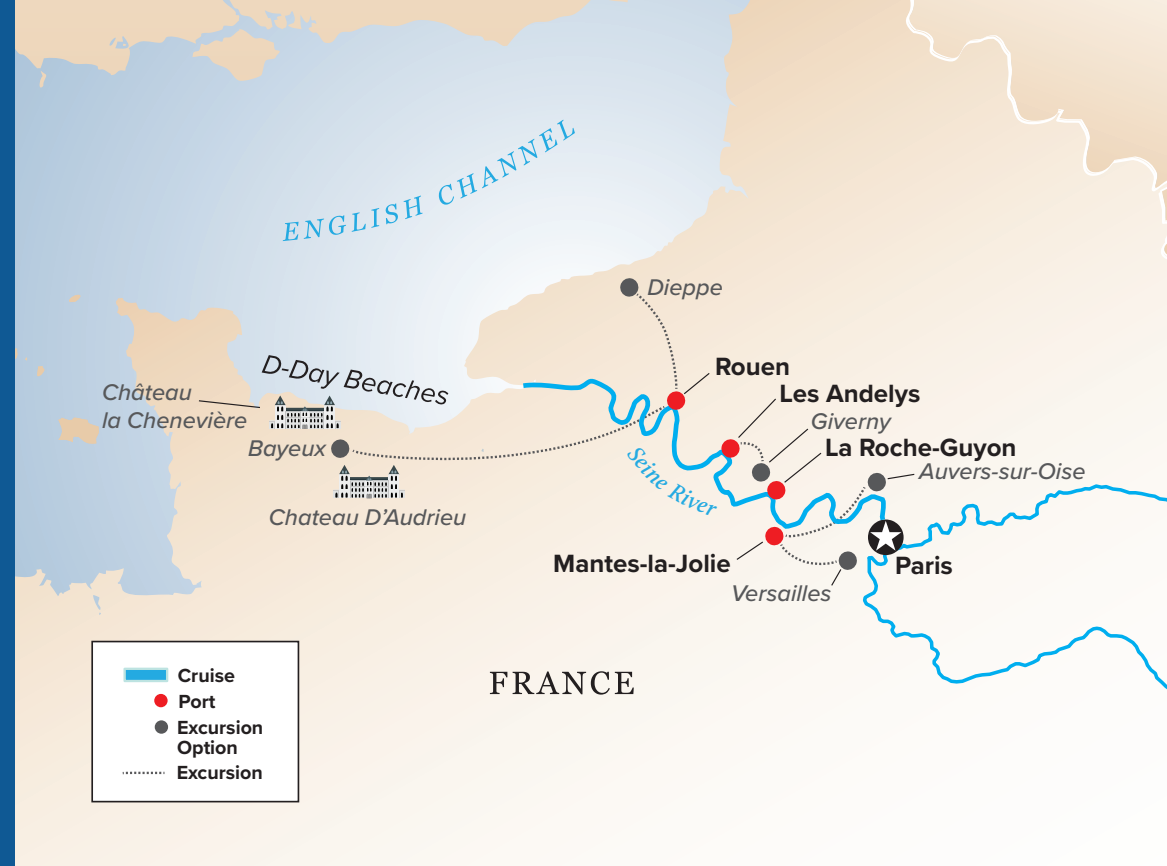 ENGLISH CHANNEL
Dieppe
Rouen
D-Day Beaches
Château
la Chenevière
Les Andelys
Giverny
Bayeux
La Roche-Guyon
Seine River
Auvers-sur-Oise
Chateau D'Audrieu
Mantes-la-Jolie
Paris
Versailles
FRANCE
Cruise
Port
Excursion
Option
Excursion